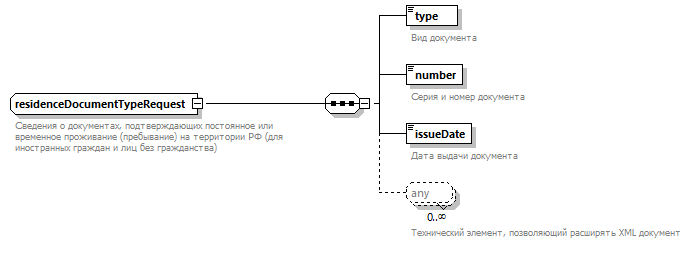 type
Вид документа
number
Серия и номер документа
residenceDocumentTypeRequest
Сведения о документах, подтверждающих постоянное или
временное проживание (пребывание) на территории РФ (для
иностранных граждан и лиц без гражданства)
issueDate
Дата выдачи документа
any
0..∞
Технический элемент, позволяющий расширять XML документ